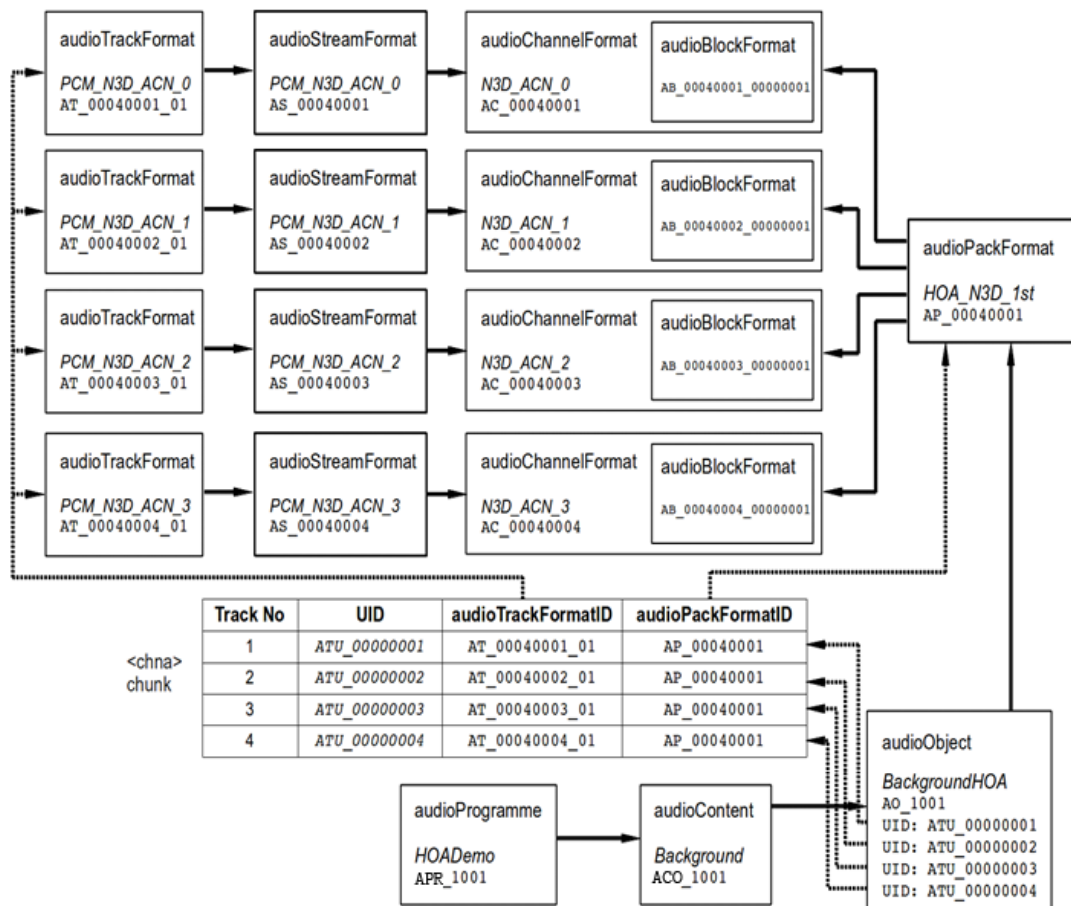 audioTrackFormat
PCM_N3D_ACN_0
AT_00040001_01
audioStreamFormat
PCM_N3D_ACN_0
AS_00040001
audioChannelFormat
N3D_ACN_0
AC_00040001
audioBlockFormat
AB_00040001_00000001
audioTrackFormat
PCM_N3D_ACN_1
AT_00040002_01
audioStreamFormat
PCM_N3D_ACN_1
AS_00040002
audioChannelFormat
N3D_ACN_1
AC_00040002
audioBlockFormat
AB_00040002_00000001
audioPackFormat
HOA_N3D_1st
AP_00040001
audioTrackFormat
PCM_N3D_ACN_2
AT_00040003_01
audioStreamFormat
PCM_N3D_ACN_2
AS_00040003
audioChannelFormat
N3D_ACN_2
AC_00040003
audioBlockFormat
AB_00040003_00000001
audioTrackFormat
PCM_N3D_ACN_3
AT_00040004_01
audioStreamFormat
PCM_N3D_ACN_3
AS_00040004
audioChannelFormat
N3D_ACN_3
AC_00040004
audioBlockFormat
AB_00040004_00000001
<chna>
chunk
Track No UID audioTrackFormatID audioPackFormatID
1 ATU_00000001 AT_00040001_01 AP_00040001
2 ATU_00000002 AT_00040002_01 AP_00040001
3 ATU_00000003 AT_00040003_01 AP_00040001
4 ATU_00000004 AT_00040004_01 AP_00040001
audioProgramme
HOADemo
APR_1001
audioContent
Background
ACO_1001
audioObject
BackgroundHOA
AO_1001
UID: ATU_00000001
UID: ATU_00000002
UID: ATU_00000003
UID: ATU_00000004